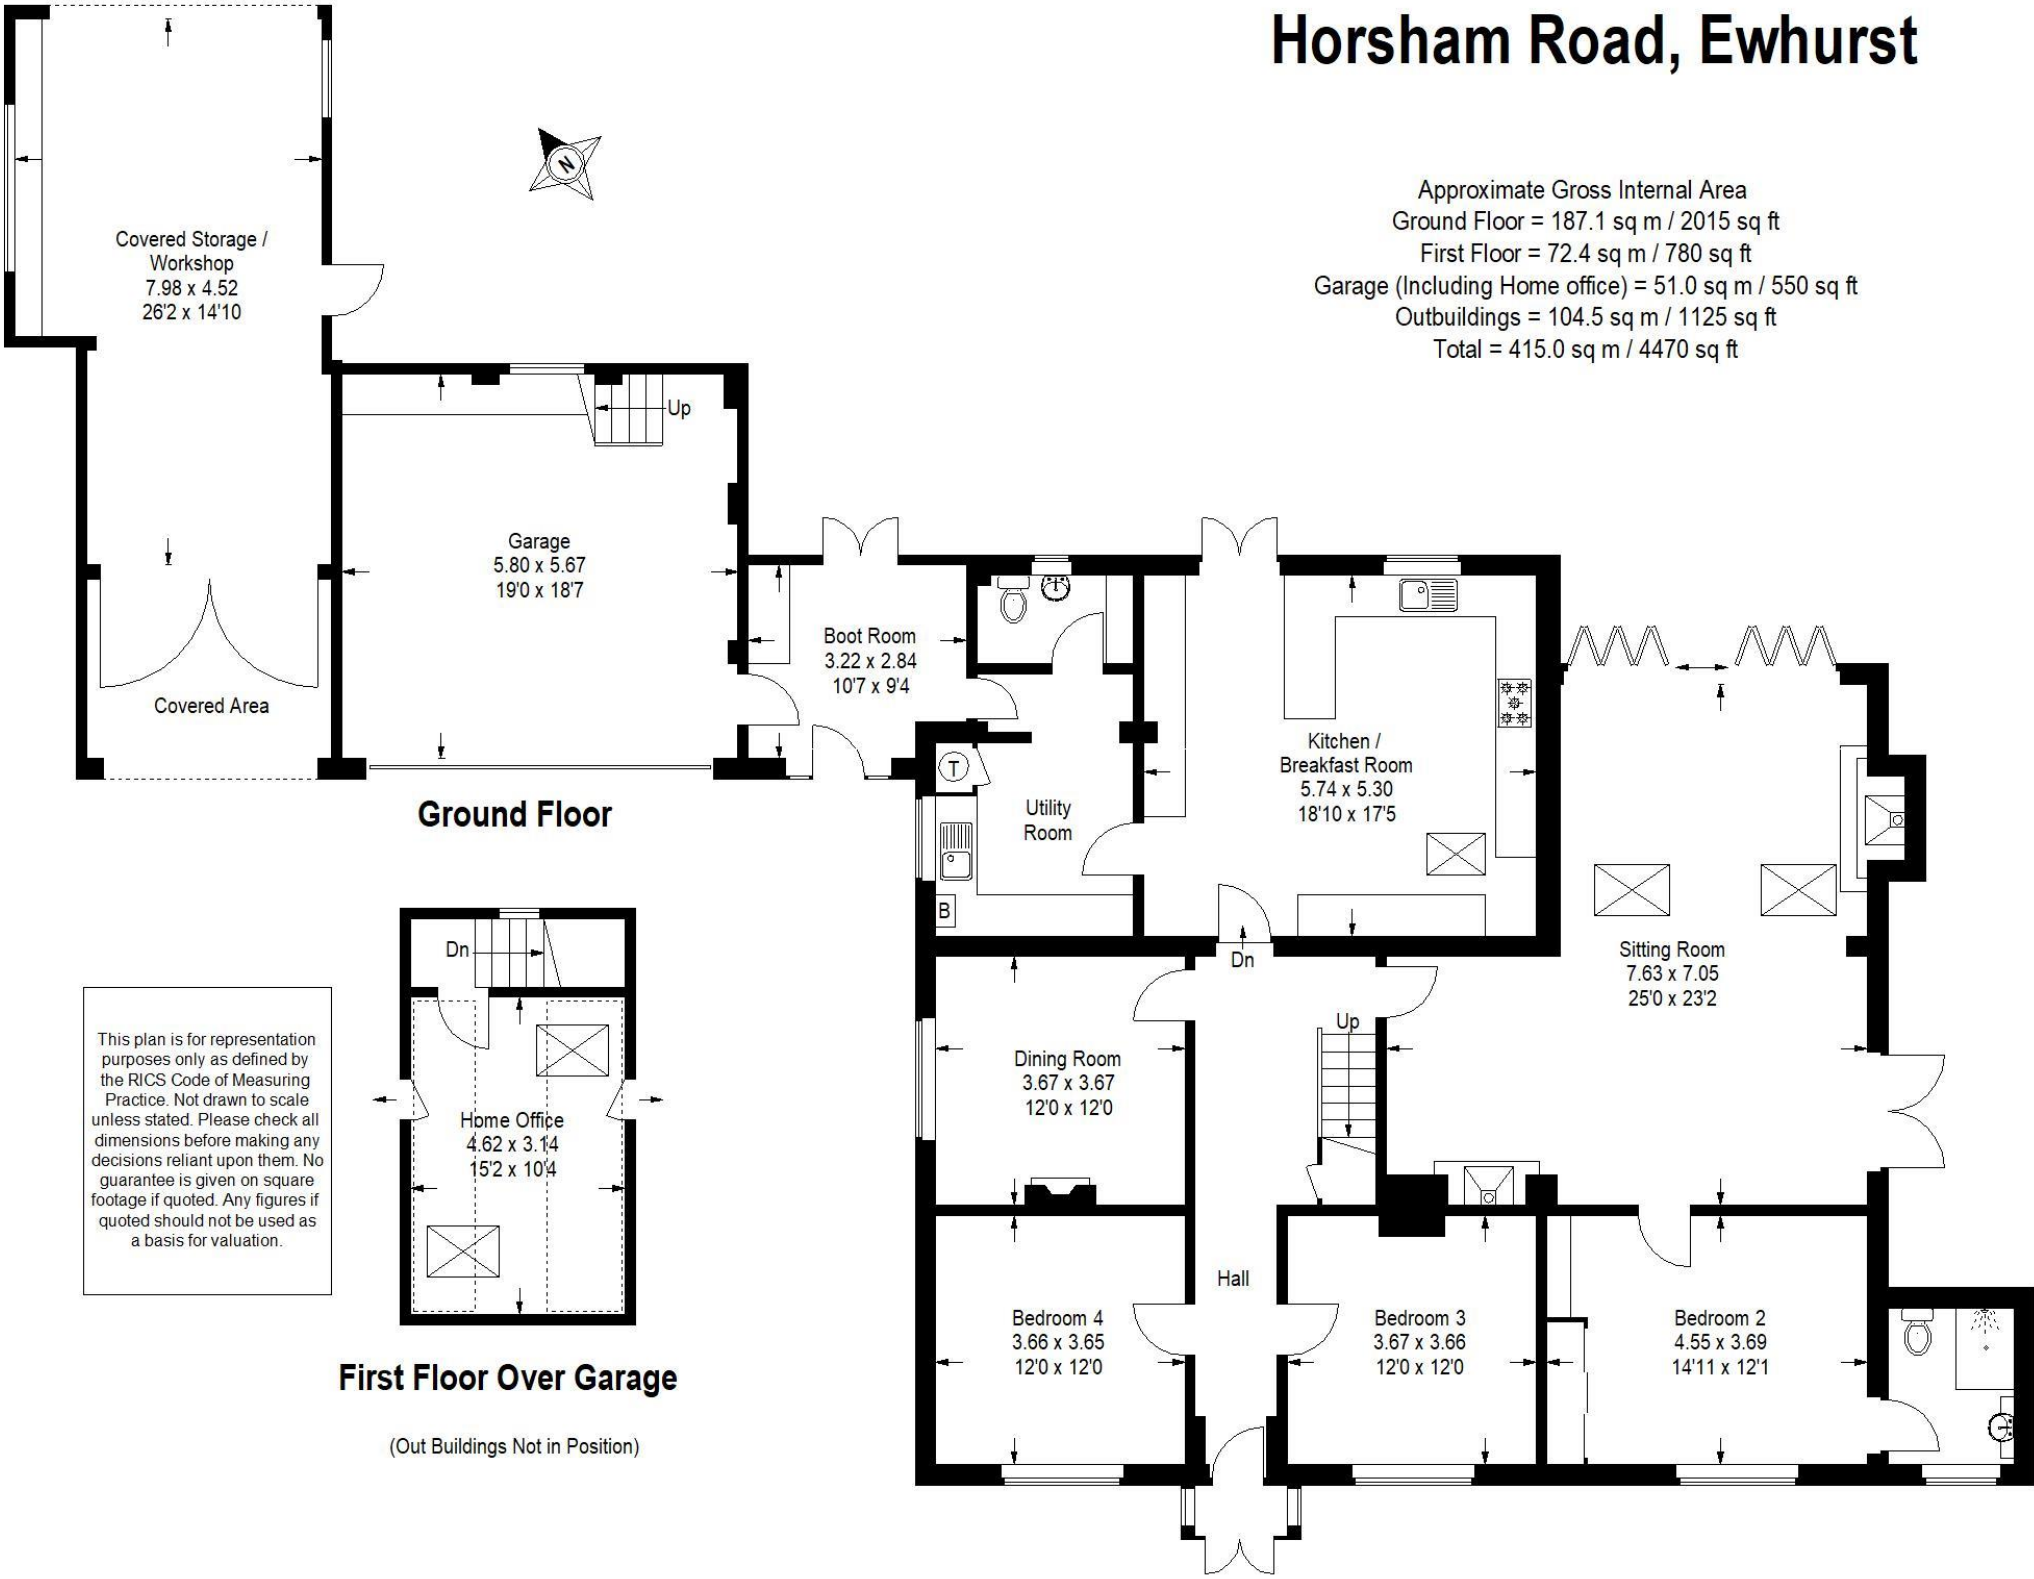 Horsham Road, Ewhurst
Approximate Gross Internal Area
Ground Floor = 187.1 sq m / 2015 sq ft
First Floor = 72.4 sq m / 780 sq ft
Garage (Including Home office) = 51.0 sq m / 550 sq ft
Outbuildings = 104.5 sq m / 1125 sq ft
Total = 415.0 sq m / 4470 sq ft
N
Covered Storage /
Workshop
7.98 x 4.52
26'2 x 14'10
Up
Garage
5.80 x 5.67
19'0 x 18'7
Boot Room
3.22 x 2.84
10'7 x 9'4
Covered Area
Kitchen /
Breakfast Room
5.74 x 5.30
18'10 x 17'5
T
Utility
Room
B
Ground Floor
Dn
Sitting Room
7.63 x 7.05
25'0 x 23'2
Dn
Up
Dining Room
3.67 x 3.67
12'0 x 12'0
Home Office
4.62 x 3.14
15'2 x 10'4
This plan is for representation
purposes only as defined by
the RICS Code of Measuring
Practice. Not drawn to scale
unless stated. Please check all
dimensions before making any
decisions reliant upon them. No
guarantee is given on square
footage if quoted. Any figures if
quoted should not be used as
a basis for valuation.
Hall
Bedroom 4
3.66 x 3.65
12'0 x 12'0
Bedroom 3
3.67 x 3.66
12'0 x 12'0
Bedroom 2
4.55 x 3.69
14'11 x 12'1
First Floor Over Garage
(Out Buildings Not in Position)